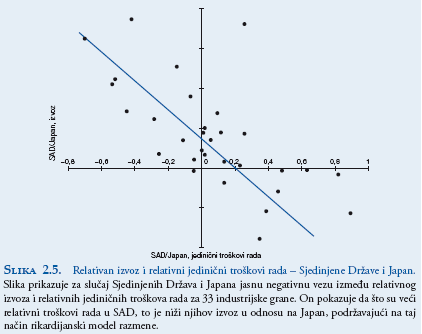 SAD/Japan, izvoz
–0,8 –0,6 –0,4 –0,2 0,2 0,4 0,6 0,8 1
SAD/Japan, jedinični troškovi rada
SLIKA 2.5. Relativan izvoz i relativni jedinični troškovi rada – Sjedinjene Države i Japan.
Slika prikazuje za slučaj Sjedinjenih Država i Japana jasnu negativnu vezu između relativnog
izvoza i relativnih jediničnih troškova rada za 33 industrijske grane. On pokazuje da što su veći
relativni troškovi rada u SAD, to je niži njihov izvoz u odnosu na Japan, podržavajući na taj
način rikardijanski model razmene.